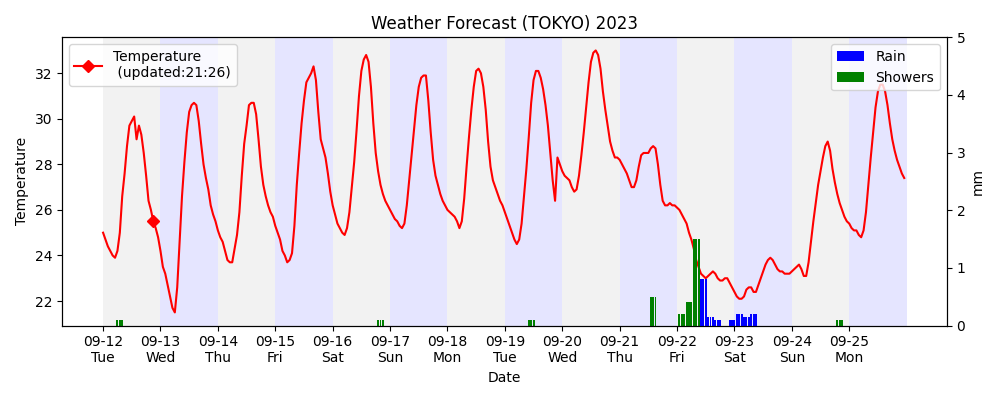 Weather Forecast (TOKYO) 2023
Temperature
(updated:21:26)
Rain
Showers
Temperature
32
30
28
26
24
22
5
4
3
2
1
0
mm
09-12 09-13 09-14 09-15 09-16 09-17 09-18 09-19 09-20 09-21 09-22 09-23 09-24 09-25
Tue Wed Thu Fri Sat Sun Mon Tue Wed Thu Fri Sat Sun Mon
Date